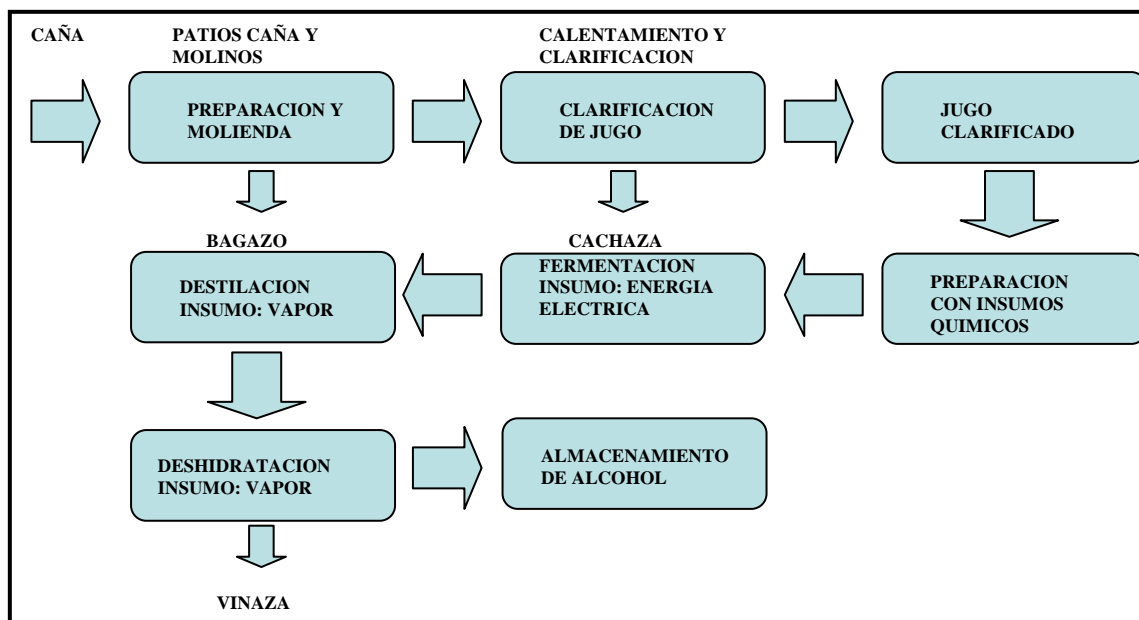 CAÑA
PATIOS CAÑA Y
MOLINOS
CALENTAMIENTO Y
CLARIFICACION
PREPARACION Y
MOLIENDA
CLARIFICACION
DE JUGO
JUGO
CLARIFICADO
BAGAZO
CACHAZA
DESTILACION
INSUMO: VAPOR
FERMENTACION
INSUMO: ENERGIA
ELECTRICA
PREPARACION
CON INSUMOS
QUIMICOS
DESHIDRATACION
INSUMO: VAPOR
ALMACENAMIENTO
DE ALCOHOL
VINAZA